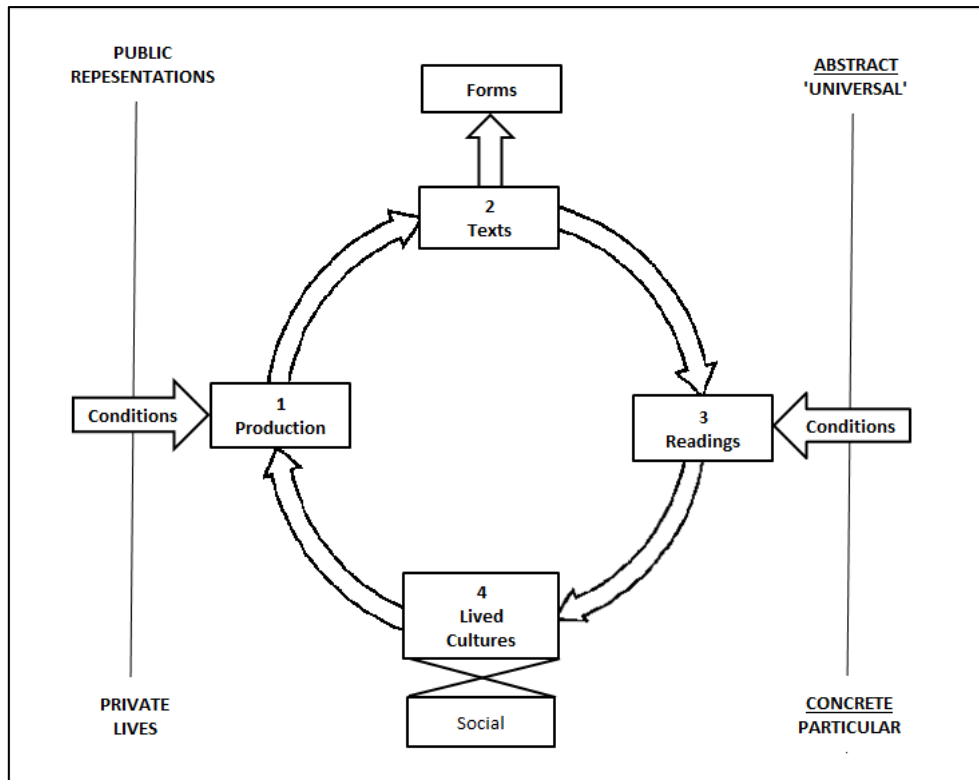 PUBLIC
REPESENTATIONS
Forms
ABSTRACT
'UNIVERSAL'
2
Texts
Conditions
1
Production
3
Readings
Conditions
4
Lived
Cultures
PRIVATE
LIVES
Social
CONCRETE
PARTICULAR